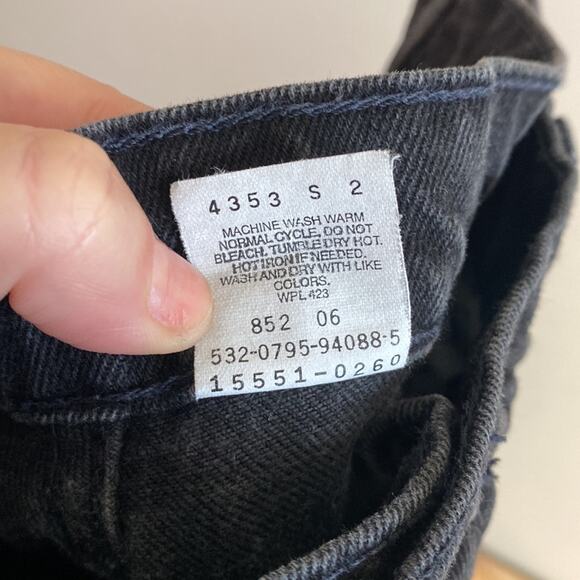 4353 S 2
MACHINE WASH WARM
NORMAL CYCLE, DO NOT
BLEACH, TUMBLE DRY HOT.
HOT IRON IF NEEDED.
WASH AND DRY WITH LIKE
COLORS.
WPL 423
852 06
532-0795-94088-5
15551-0260